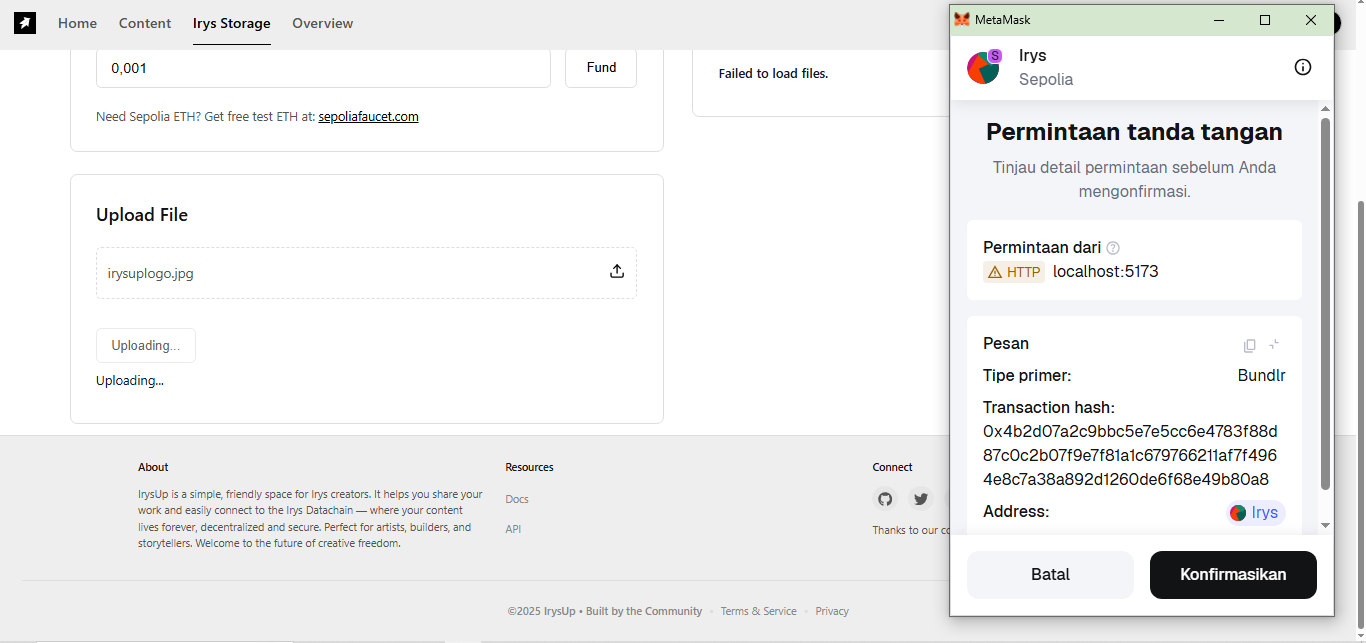 Home Content Irys Storage Overview
0,001
Fund
Need Sepolia ETH? Get free test ETH at: sepoliafaucet.com
Failed to load files.
Upload File
irysuplogo.jpg
Uploading...
Uploading...
About
IrysUp is a simple, friendly space for Irys creators. It helps you share your
work and easily connect to the Irys Datachain — where your content
lives forever, decentralized and secure. Perfect for artists, builders, and
storytellers. Welcome to the future of creative freedom.
Resources
Docs
API
Connect
Thanks to our co
©2025 IrysUp • Built by the Community • Terms & Service • Privacy
MetaMask
S
Irys
Sepolia
Permintaan tanda tangan
Tinjau detail permintaan sebelum Anda
mengonfirmasi.
Permintaan dari
HTTP localhost:5173
Pesan
Tipe primer: Bundlr
Transaction hash:
0x4b2d07a2c9bbc5e7e5cc6e4783f88d
87c0c2b07f9e7f81a1c679766211af7f496
4e8c7a38a892d1260de6f68e49b80a8
Address: Irys
Batal Konfirmasikan